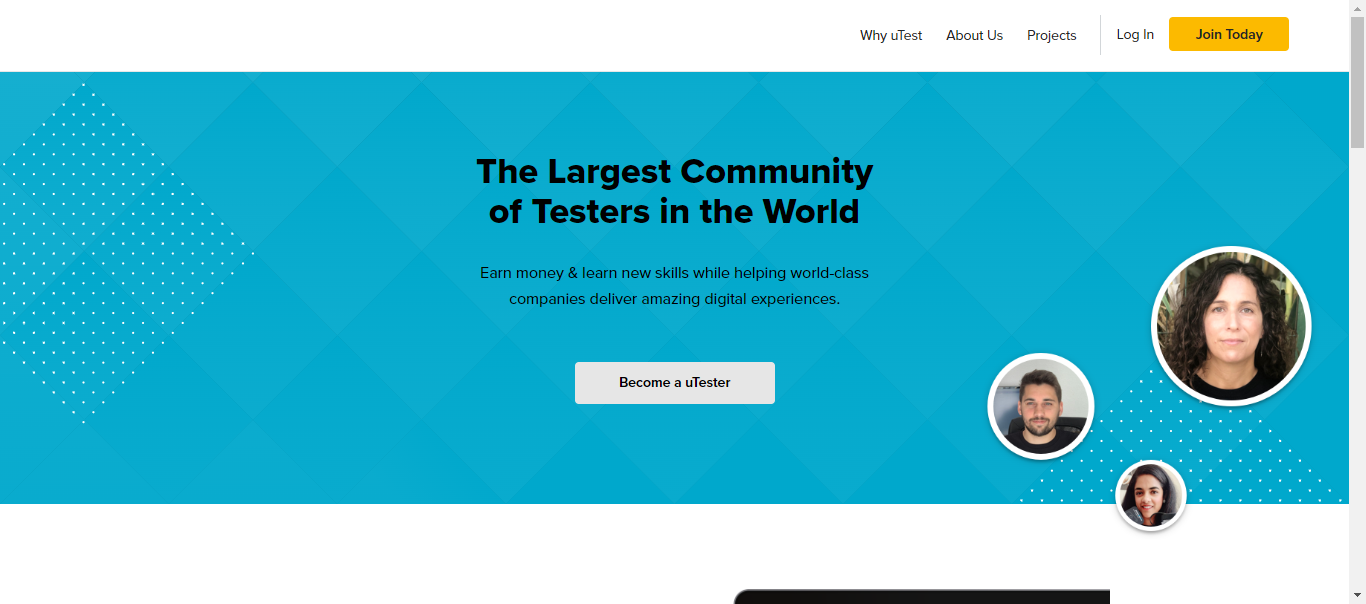 Why uTest
About Us
Projects
Log In
Join Today
The Largest Community
of Testers in the World
Earn money & learn new skills while helping world-class
companies deliver amazing digital experiences.
Become a uTester